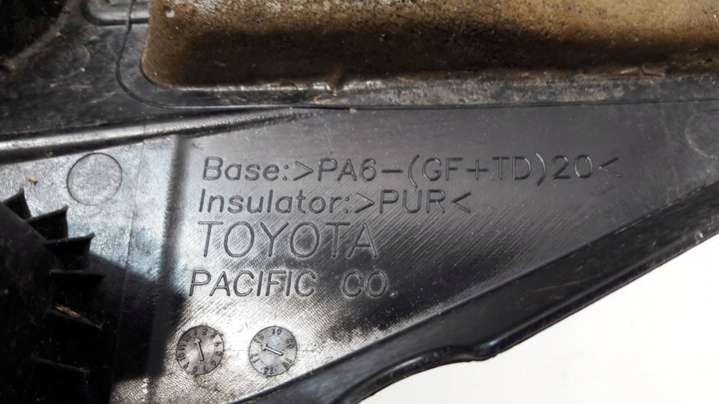 Base:>PA6-(GF+TD)20<
Insulator:>PUR<
TOYOTA
PACIFIC CO.